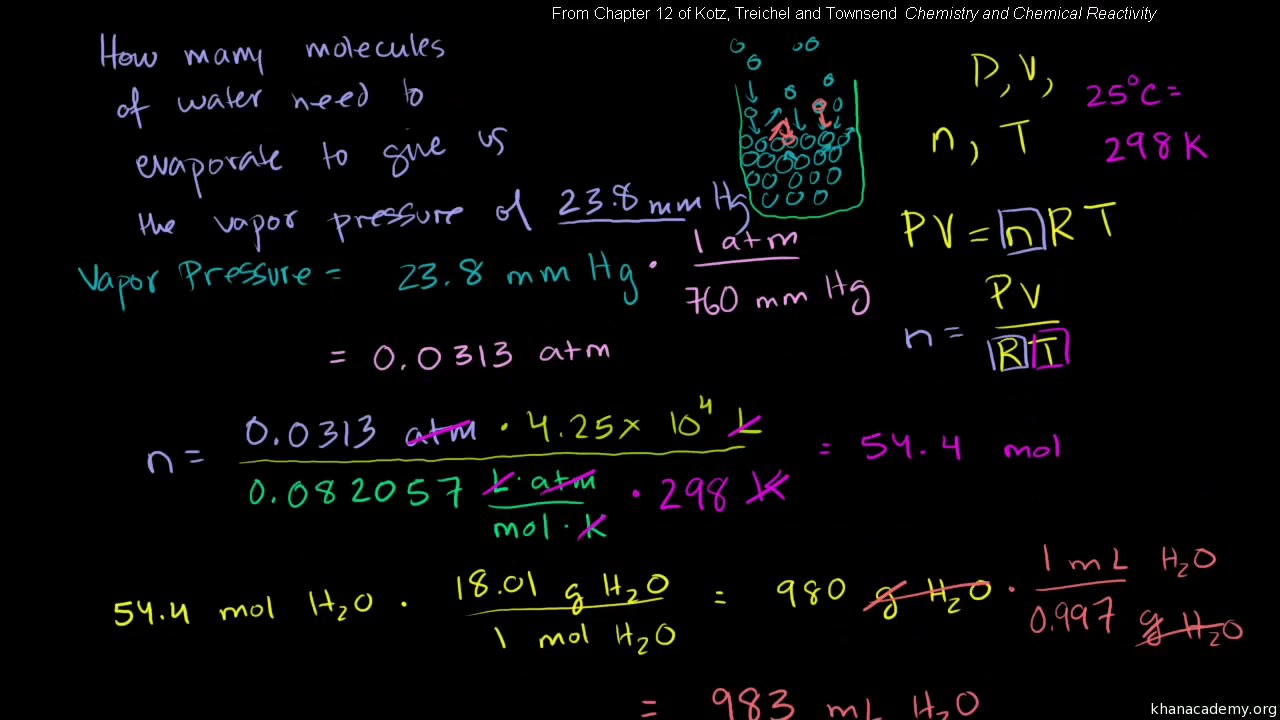 From Chapter 12 of Kotz, Treichel and Townsend Chemistry and Chemical Reactivity
How many molecules
of water need to
evaporate to give us
the vapor pressure of 23.8 mm Hg
P, V,
n, T
25°C =
298 K
PV = nRT
n = PV
RT
Vapor Pressure = 23.8 mm Hg · 1 atm
760 mm Hg
= 0.0313 atm
n = 0.0313 atm · 4.25 x 10⁴ L
0.082057 L · atm · 298 K
mol · K
= 54.4 mol
54.4 mol H₂O · 18.01 g H₂O
1 mol H₂O
= 980 g H₂O · 1 mL H₂O
0.997 g H₂O
= 983 mL H₂O
khanacademy.org